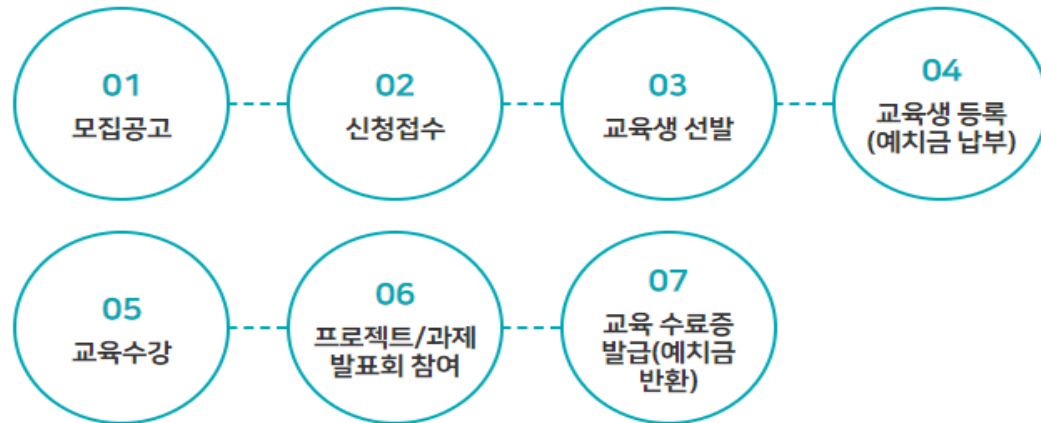 01
모집공고
02
신청접수
03
교육생 선발
04
교육생 등록
(예치금 납부)
05
교육수강
06
프로젝트/과제
발표회 참여
07
교육 수료증
발급(예치금
반환)